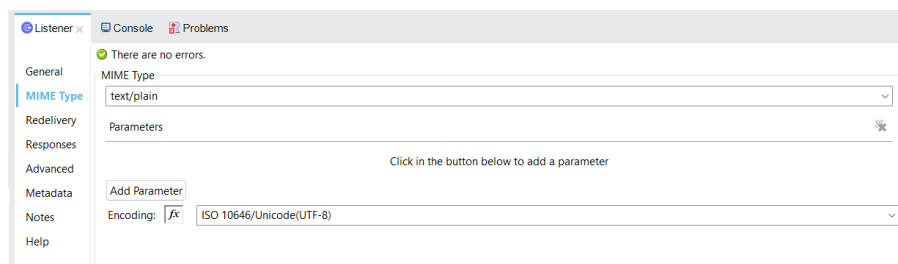 Listener
Console
Problems
There are no errors.
General
MIME Type
Redelivery
Responses
Advanced
Metadata
Notes
Help
MIME Type
text/plain
Parameters
Click in the button below to add a parameter
Add Parameter
Encoding: fx ISO 10646/Unicode(UTF-8)